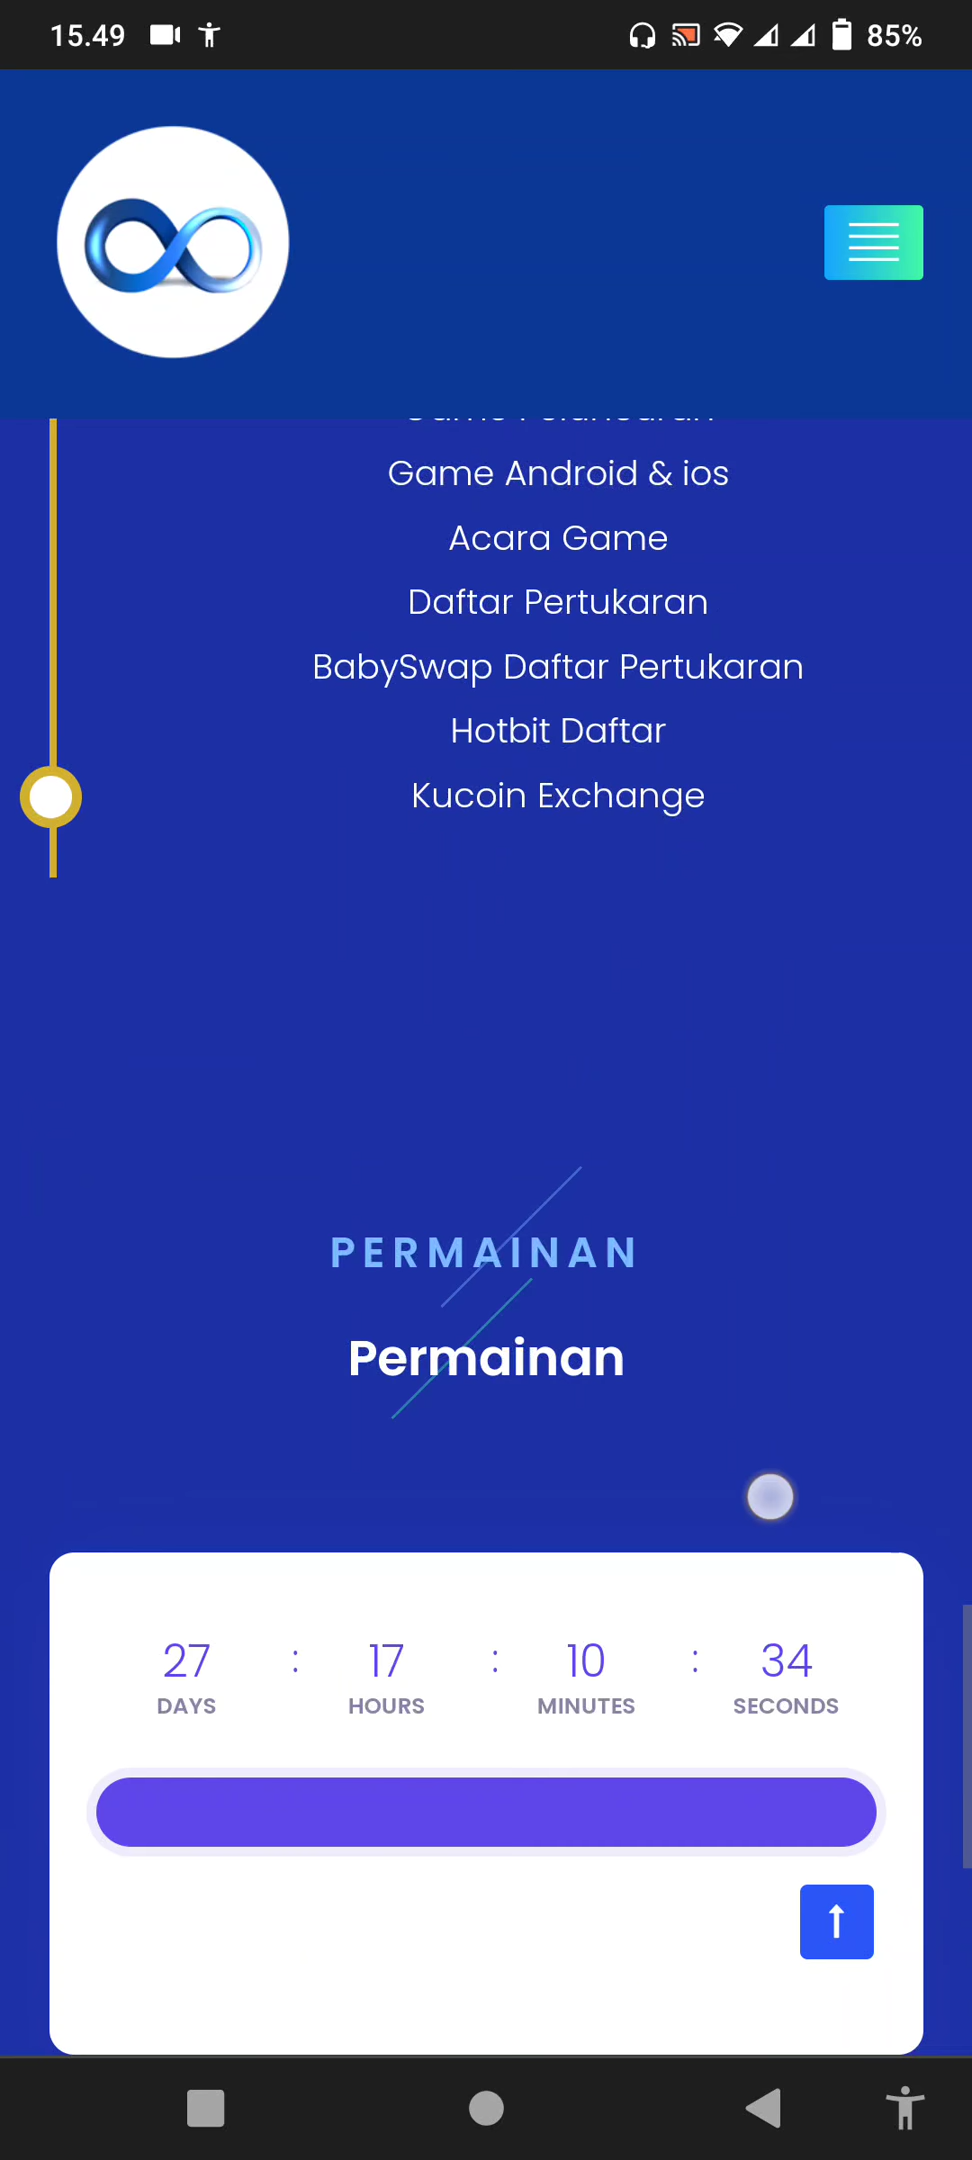 15.49
85%
Game Android & ios
Acara Game
Daftar Pertukaran
BabySwap Daftar Pertukaran
Hotbit Daftar
Kucoin Exchange
PERMAINAN
Permainan
27 : 17 : 10 : 34
DAYS HOURS MINUTES SECONDS